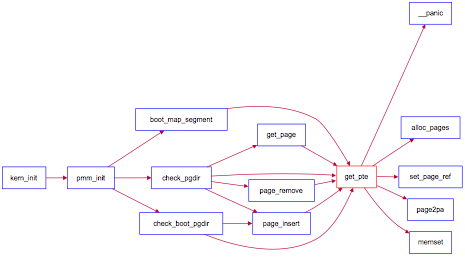 __panic
boot_map_segment
alloc_pages
get_page
kern_init
pmm_init
check_pgdir
get_pte
set_page_ref
page_remove
page2pa
check_boot_pgdir
page_insert
memset